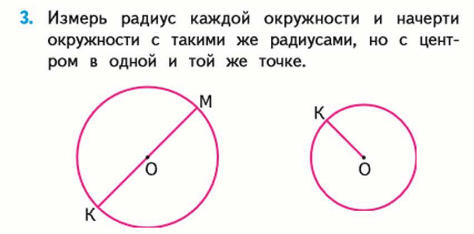 3. Измерь радиус каждой окружности и начерти
окружности с такими же радиусами, но с цент-
ром в одной и той же точке.
М
К
О
О
К